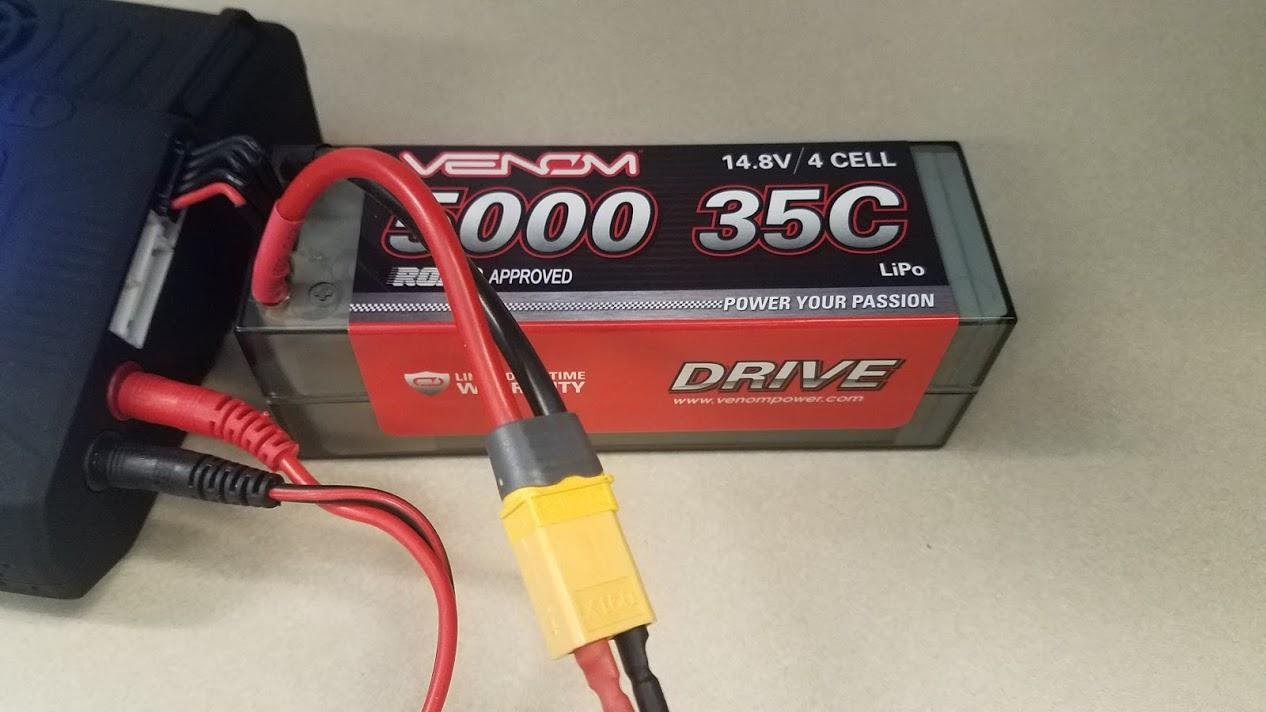 VENOM
14.8V/4 CELL
5000 35C
APPROVED
LiPo
POWER YOUR PASSION
DRIVE
www.venompower.com